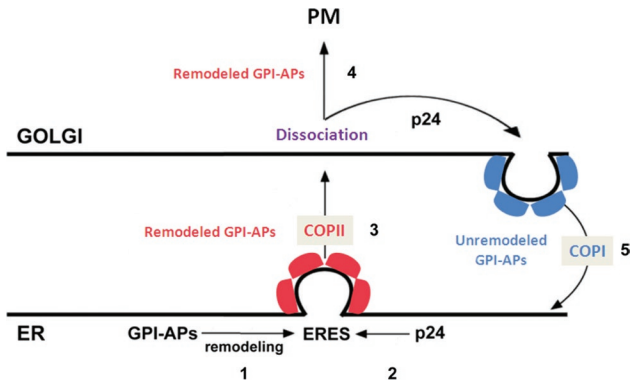 PM
Remodeled GPI-APs 4
p24
GOLGI Dissociation
Remodeled GPI-APs COPII 3
Unremodeled
GPI-APs
COPI 5
ER GPI-APs remodeling ERES p24
1 2